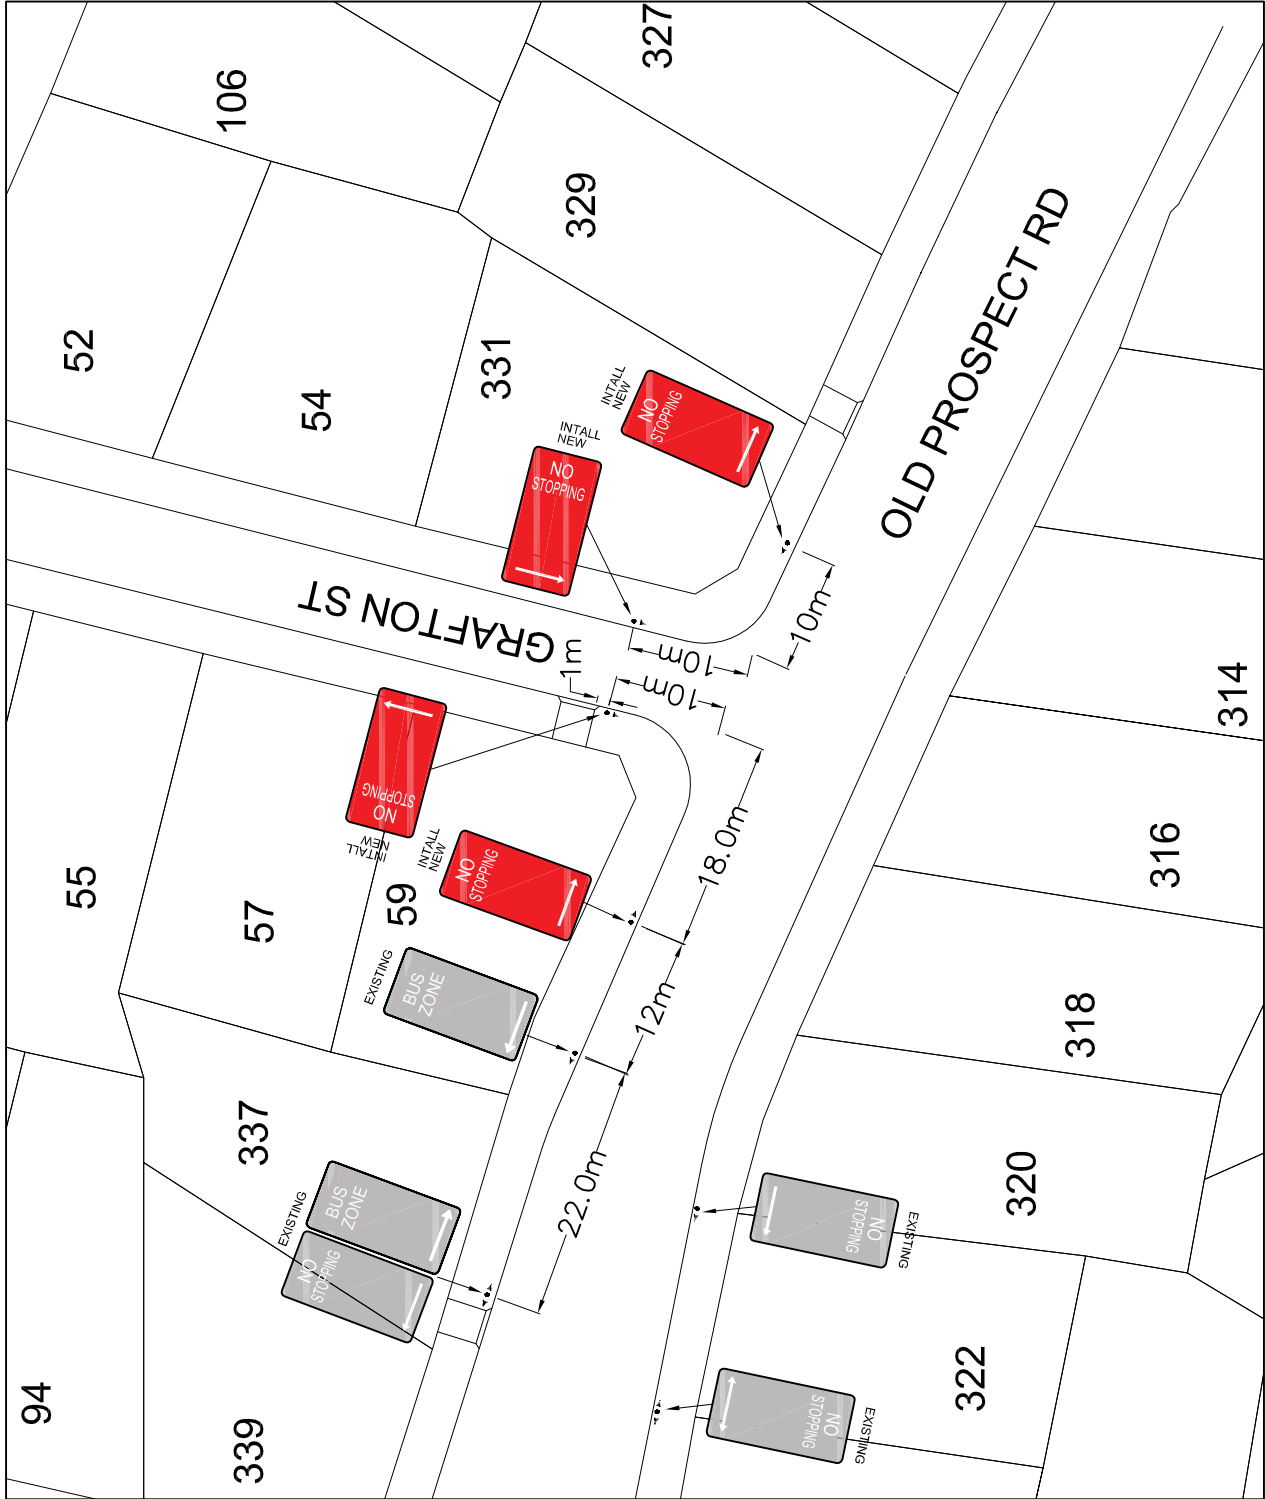 327
106
329
52
331
54
OLD PROSPECT RD
INTALL
NEW
NO
STOPPING
INTALL
NEW
NO
STOPPING
GRAFTON ST
10m
10m
1m
10m
314
INTALL
NEW
NO
STOPPING
INTALL
NEW
NO
STOPPING
18.0m
316
55
57
59
EXISTING
BUS
ZONE
12m
318
337
EXISTING
BUS
ZONE
NO
STOPPING
22.0m
320
NO
STOPPING
EXISTING
322
NO
STOPPING
EXISTING
94
339